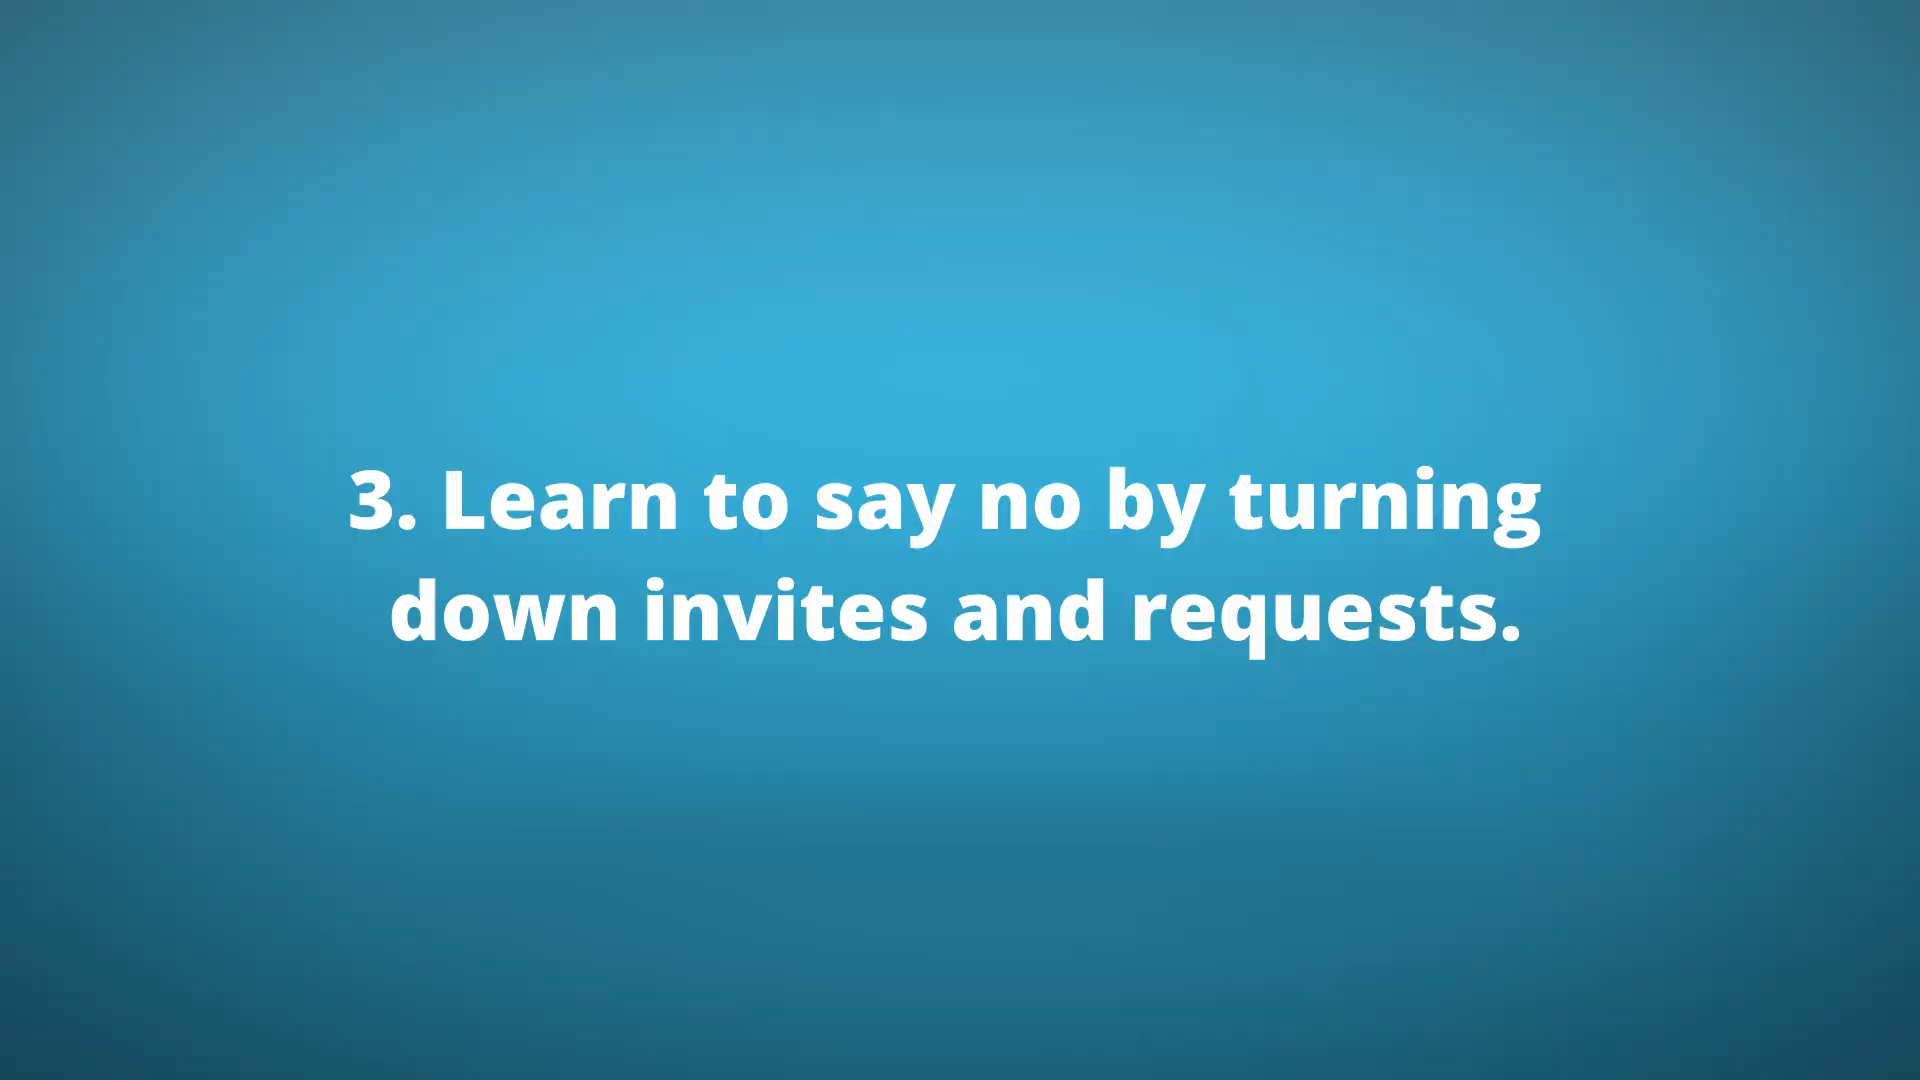 3. Learn to say no by turning
down invites and requests.